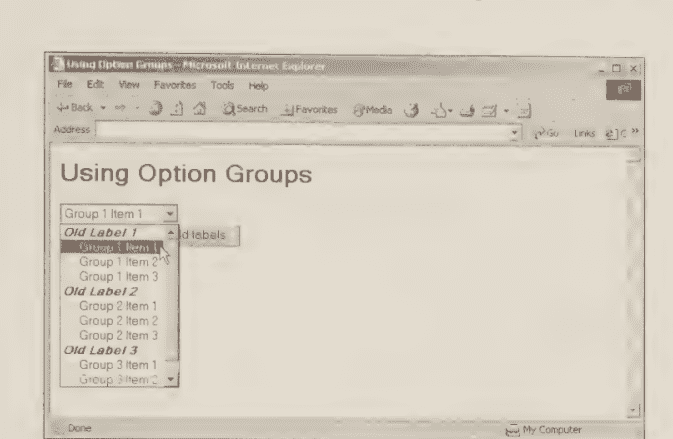 Using Option Groups - Microsoft Internet Explorer
File Edit View Favorites Tools Help
Back Search Favorites Media
Address Go Links
Using Option Groups
Group 1 Item 1
Old Label 1
ld labels
Group 1 Item 1
Group 1 Item 2
Group 1 Item 3
Old Label 2
Group 2 Item 1
Group 2 Item 2
Group 2 Item 3
Old Label 3
Group 3 Item 1
Group 3 Item 2
Done My Computer